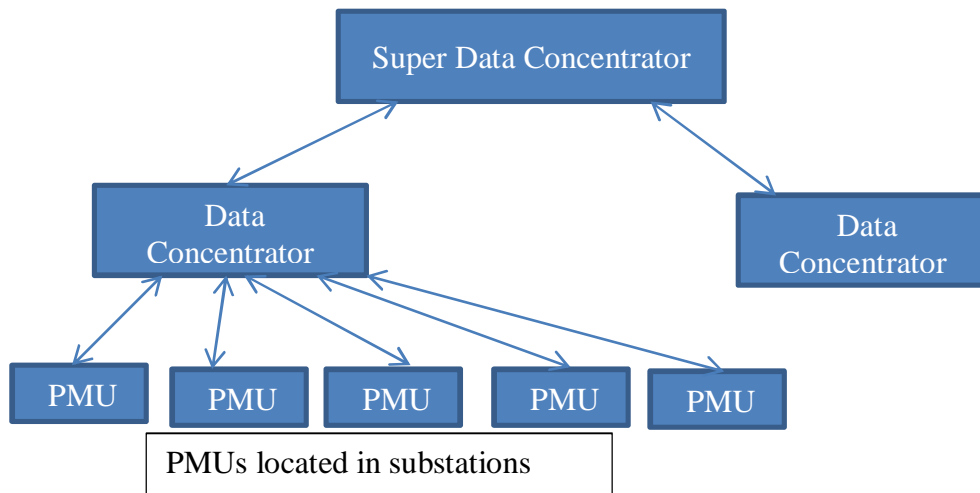 Super Data Concentrator
Data
Concentrator
Data
Concentrator
PMU
PMU
PMU
PMU
PMU
PMUs located in substations